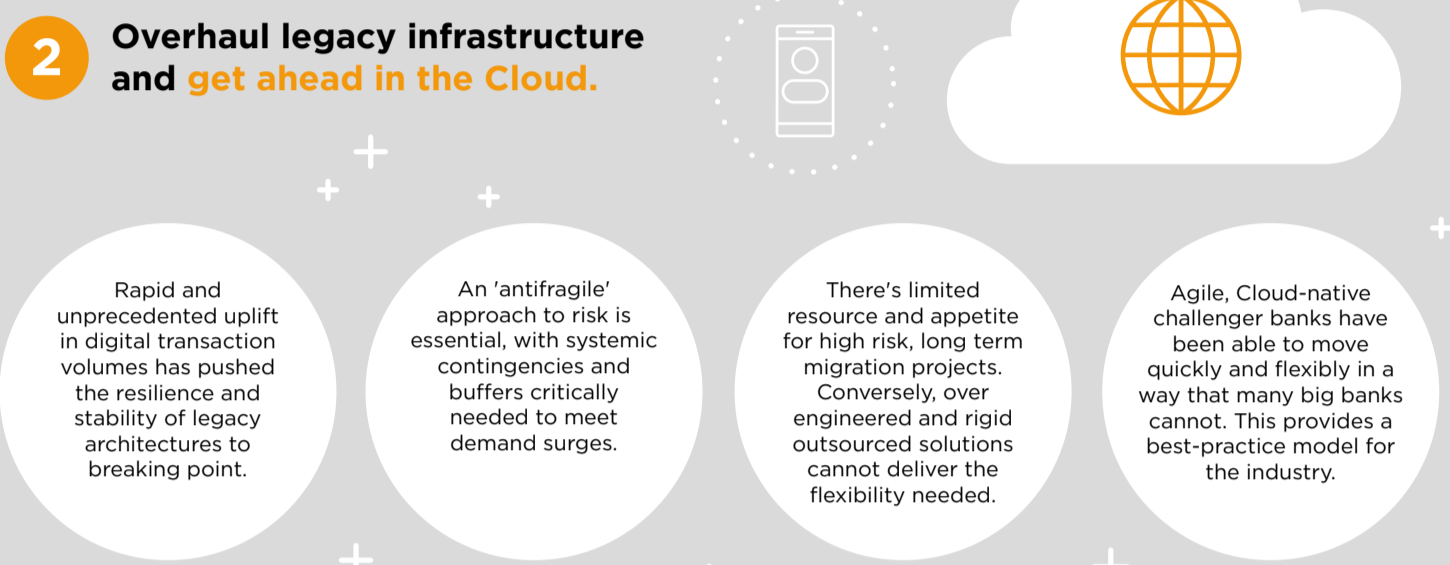 2
Overhaul legacy infrastructure
and get ahead in the Cloud.
Rapid and
unprecedented uplift
in digital transaction
volumes has pushed
the resilience and
stability of legacy
architectures to
breaking point.
An 'antifragile'
approach to risk is
essential, with systemic
contingencies and
buffers critically
needed to meet
demand surges.
There's limited
resource and appetite
for high risk, long term
migration projects.
Conversely, over
engineered and rigid
outsourced solutions
cannot deliver the
flexibility needed.
Agile, Cloud-native
challenger banks have
been able to move
quickly and flexibly in a
way that many big banks
cannot. This provides a
best-practice model for
the industry.